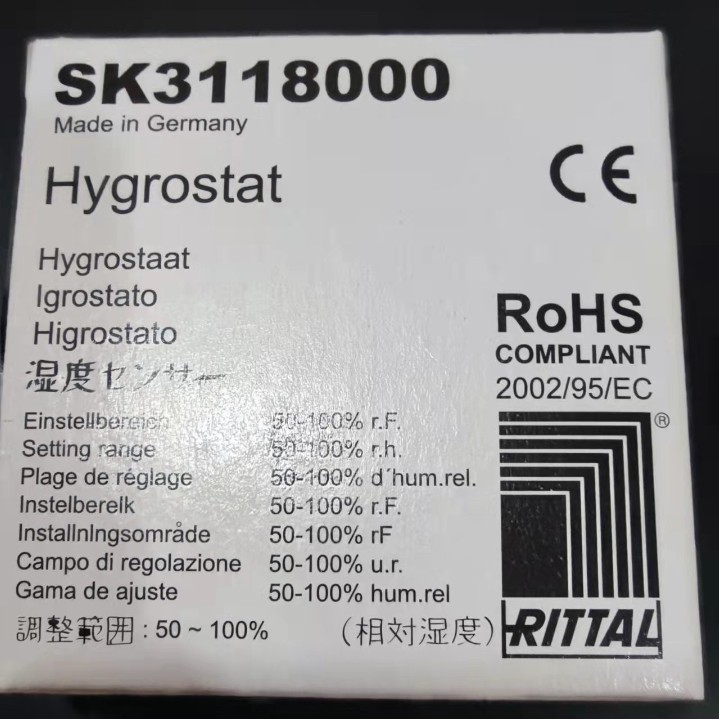 SK3118000
Made in Germany
Hygrostat
CE
Hygrostaat
Igrostato
Higrostato
湿度センサー
RoHS
COMPLIANT
2002/95/EC
Einstellbereich 50-100% r.F.
Setting range 50-100% r.h.
Plage de réglage 50-100% d´hum.rel.
Instelberelk 50-100% r.F.
Installnlngsområde 50-100% rF
Campo di regolazione 50-100% u.r.
Gama de ajuste 50-100% hum.rel
調整範囲 : 50 ~ 100% (相対湿度)
®
RITTAL